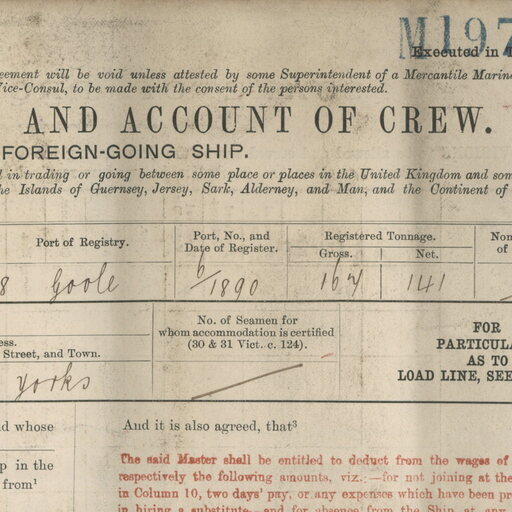 M197
Executed in
eement will be void unless attested by some Superintendent of a Mercantile Marine
Vice-Consul, to be made with the consent of the persons interested.
AND ACCOUNT OF CREW.
FOREIGN-GOING SHIP.
d in trading or going between some place or places in the United Kingdom and som
he Islands of Guernsey, Jersey, Sark, Alderney, and Man, and the Continent of
Port of Registry.
Port, No., and
Date of Register.
Registered Tonnage.
Gross.
Net.
Nom
of
8 Goole
6/1890
167
141
No. of Seamen for
whom accommodation is certified
(30 & 31 Vict. c. 124).
FOR
PARTICULA
AS TO
LOAD LINE, SEE
ess.
Street, and Town.
Yorks
d whose
And it is also agreed, that³
p in the
from¹
The said Master shall be entitled to deduct from the wages of
respectively the following amounts, viz.:—for not joining at the
in Column 10, two days' pay, or any expenses which have been pr
in hiring a substitute, and for absence from the Ship at any